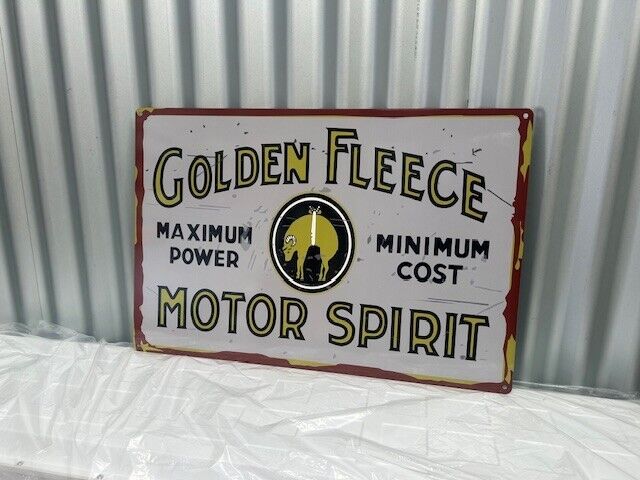 GOLDEN FLEECE
MAXIMUM
POWER
MINIMUM
COST
MOTOR SPIRIT